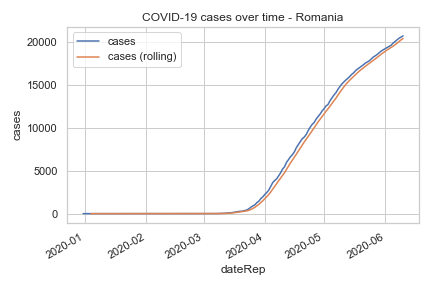 COVID-19 cases over time - Romania
cases
cases (rolling)
20000
15000
10000
5000
0
cases
2020-01
2020-02
2020-03
2020-04
2020-05
2020-06
dateRep